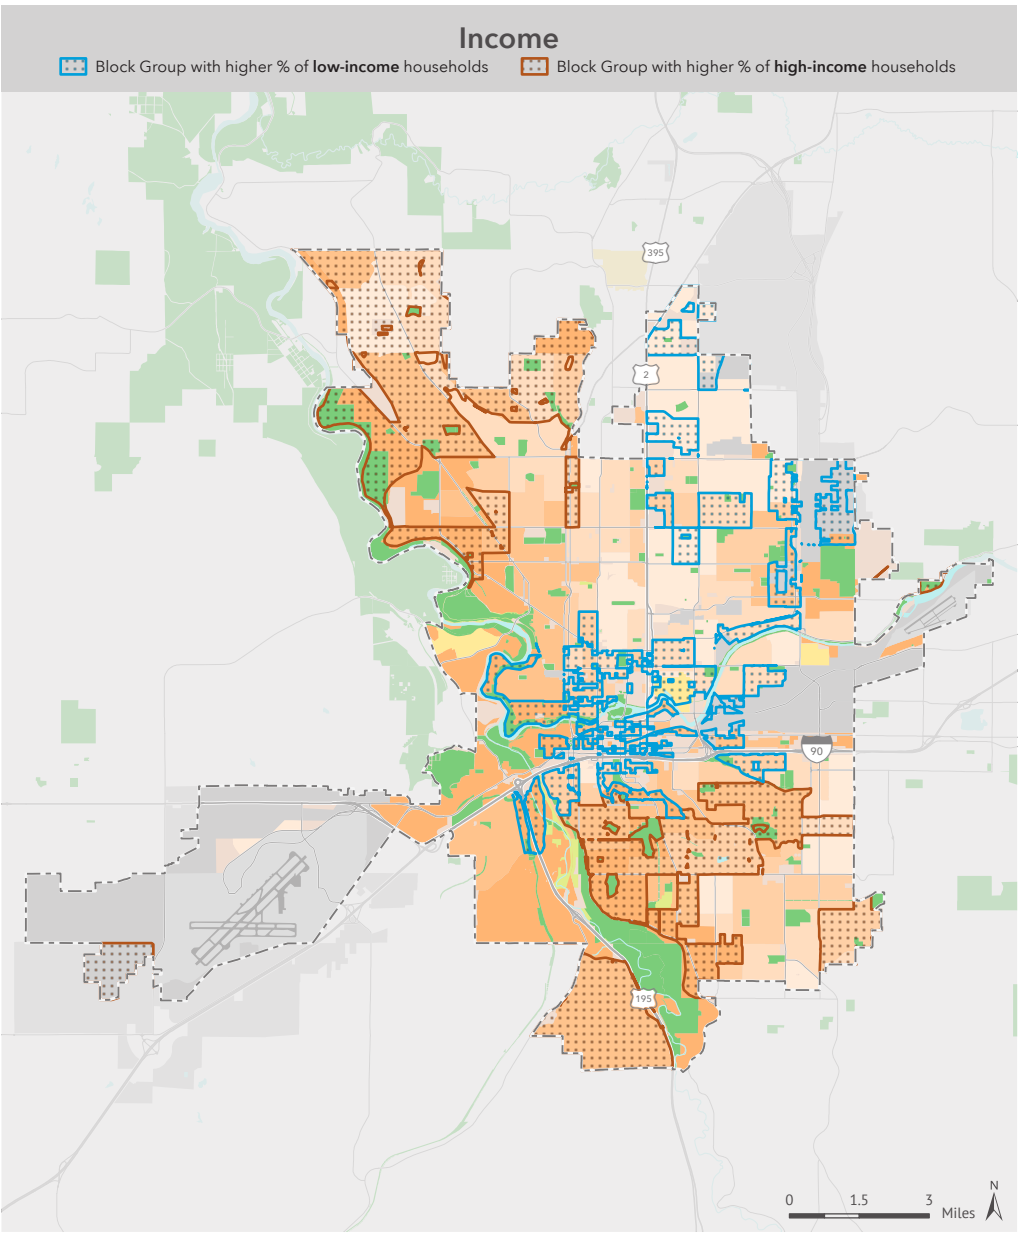 Income
Block Group with higher % of low-income households
Block Group with higher % of high-income households
395
2
90
195
N
0 1.5 3
Miles